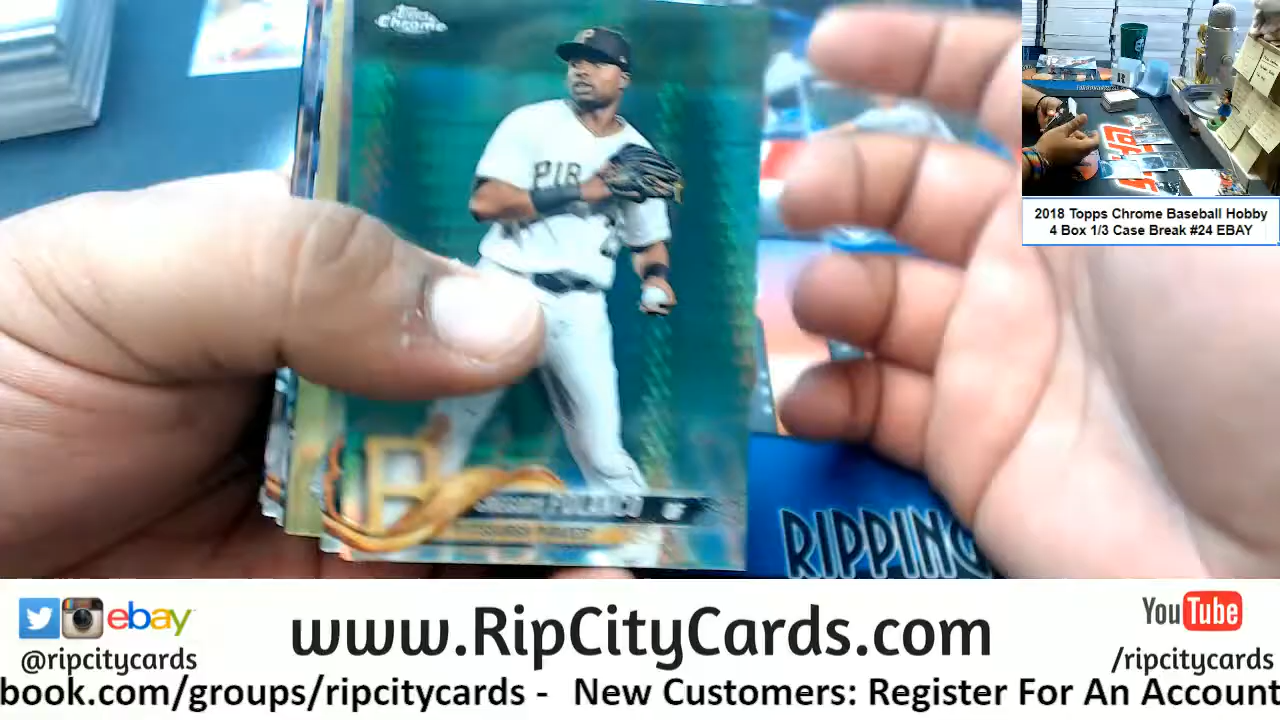 Topps
Chrome
PIR
POLANCO
2018 Topps Chrome Baseball Hobby
4 Box 1/3 Case Break #24 EBAY
RIPPING
ebay
www.RipCityCards.com
YouTube
@ripcitycards
/ripcitycards
book.com/groups/ripcitycards - New Customers: Register For An Account